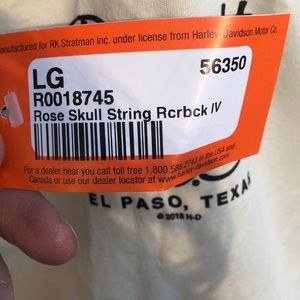 Manufactured for RK Stratman Inc. under license from Harley-Davidson Motor Co.
LG
56350
R0018745
Rose Skull String Rcrbck IV
For a dealer near you call toll free 1.800.588.2743 in the USA and
Canada or use our dealer locator at www.harley-davidson.com
EL PASO, TEXAS
©2018 H-D